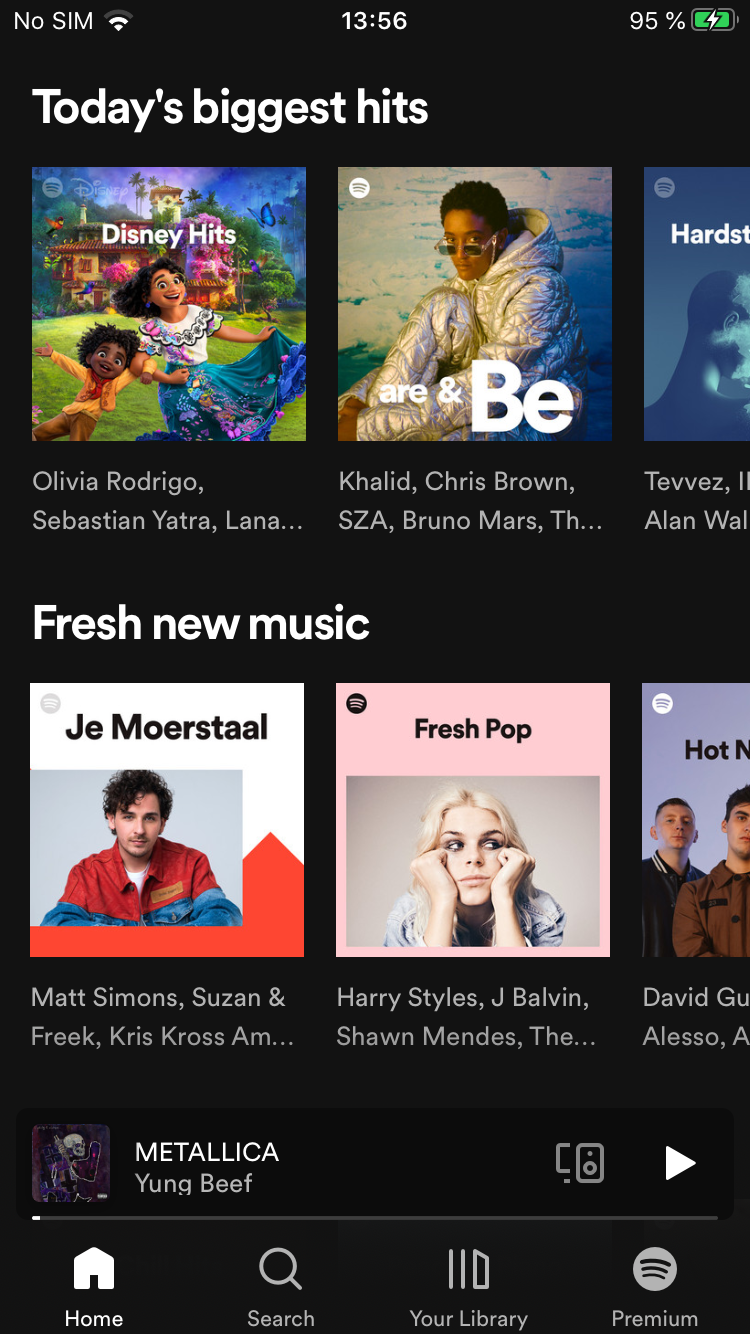 No SIM 13:56 95 %
Today's biggest hits
Disney
Disney Hits
are & Be
Hardst
Olivia Rodrigo,
Sebastian Yatra, Lana...
Khalid, Chris Brown,
SZA, Bruno Mars, Th...
Tevvez,
Alan Wal
Fresh new music
Je Moerstaal
Fresh Pop
Hot N
Matt Simons, Suzan &
Freek, Kris Kross Am...
Harry Styles, J Balvin,
Shawn Mendes, The...
David Gu
Alesso, A
METALLICA
Yung Beef
Home
Search
Your Library
Premium